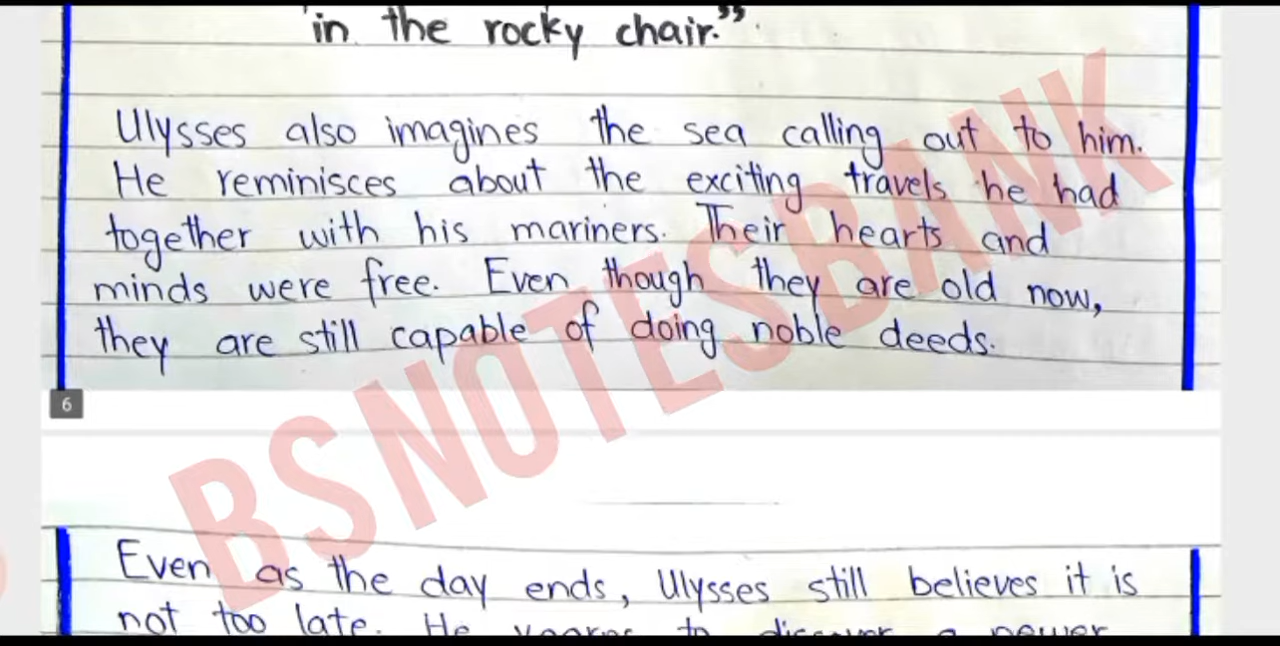 in the rocky chair.”
Ulysses also imagines the sea calling out to him.
He reminisces about the exciting travels he had
together with his mariners. Their hearts and
minds were free. Even though they are old now,
they are still capable of doing noble deeds.
6
BSNOTESBANK
Even as the day ends, Ulysses still believes it is
not too late. He to a newer